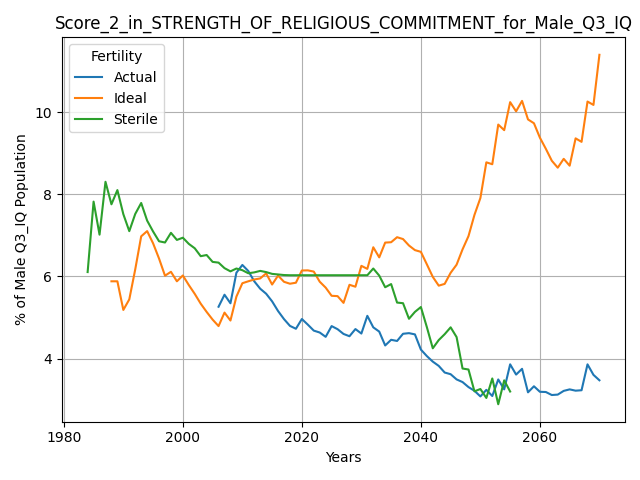 Score_2_in_STRENGTH_OF_RELIGIOUS_COMMITMENT_for_Male_Q3_IQ
Fertility
Actual
Ideal
Sterile
% of Male Q3_IQ Population
10
8
6
4
1980 2000 2020 2040 2060
Years